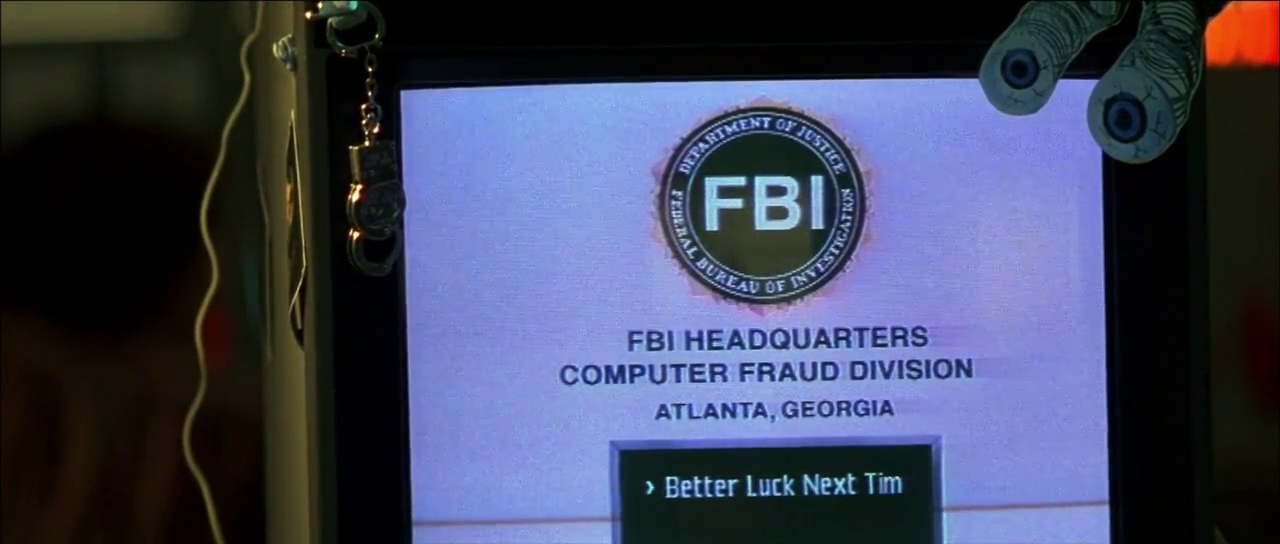 DEPARTMENT OF JUSTICE
FBI
FEDERAL BUREAU OF INVESTIGATION
FBI HEADQUARTERS
COMPUTER FRAUD DIVISION
ATLANTA, GEORGIA
› Better Luck Next Tim